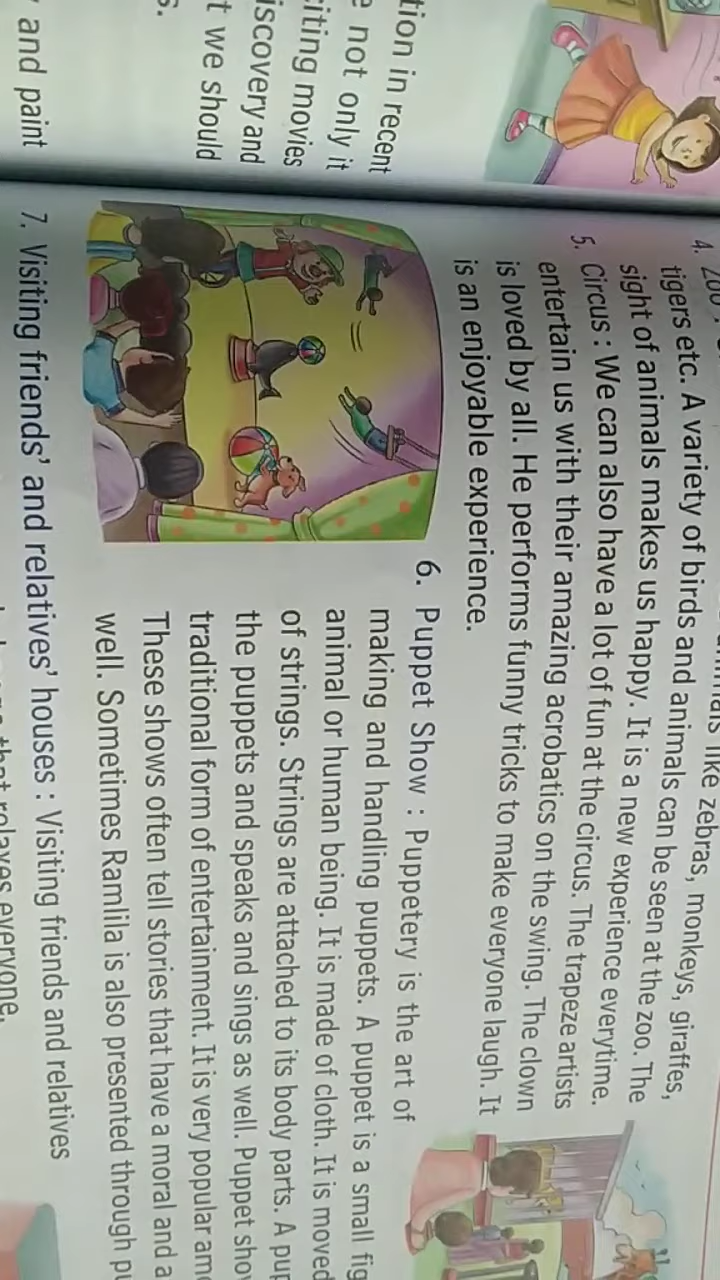 tion in recent
not only it
citing movies
iscovery and
t we should
s.
and paint
4. Zoo
like zebras, monkeys, giraffes,
tigers etc. A variety of birds and animals can be seen at the zoo. The
sight of animals makes us happy. It is a new experience everytime.
5. Circus : We can also have a lot of fun at the circus. The trapeze artists
entertain us with their amazing acrobatics on the swing. The clown
is loved by all. He performs funny tricks to make everyone laugh. It
is an enjoyable experience.
6. Puppet Show : Puppetery is the art of
making and handling puppets. A puppet is a small fig
animal or human being. It is made of cloth. It is moved
of strings. Strings are attached to its body parts. A pup
the puppets and speaks and sings as well. Puppet show
traditional form of entertainment. It is very popular amo
These shows often tell stories that have a moral and a
well. Sometimes Ramlila is also presented through pu
7. Visiting friends' and relatives' houses : Visiting friends and relatives
that relaxes everyone.